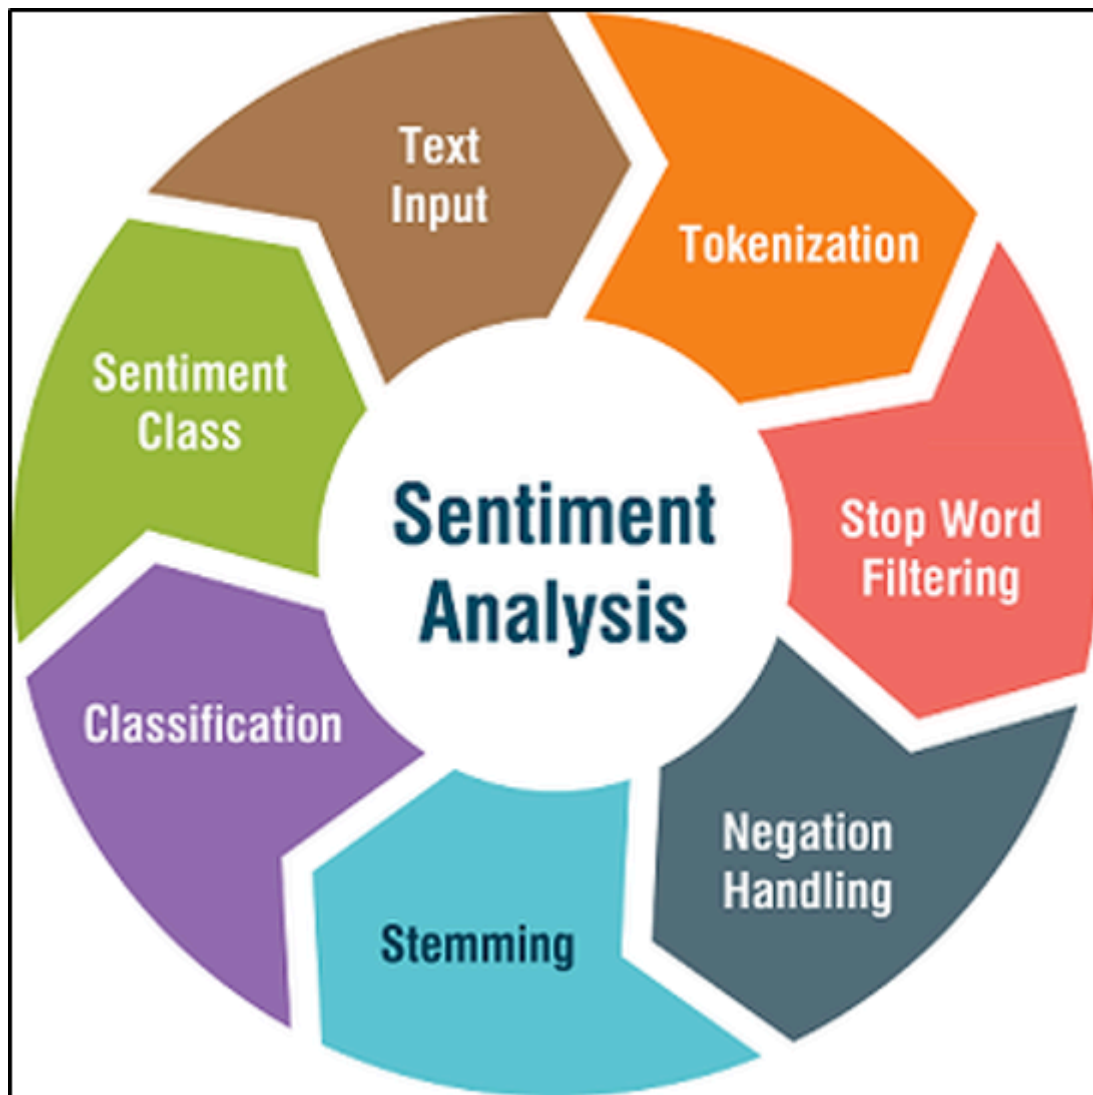 Text
Input
Tokenization
Stop Word
Filtering
Negation
Handling
Stemming
Classification
Sentiment
Class
Sentiment
Analysis